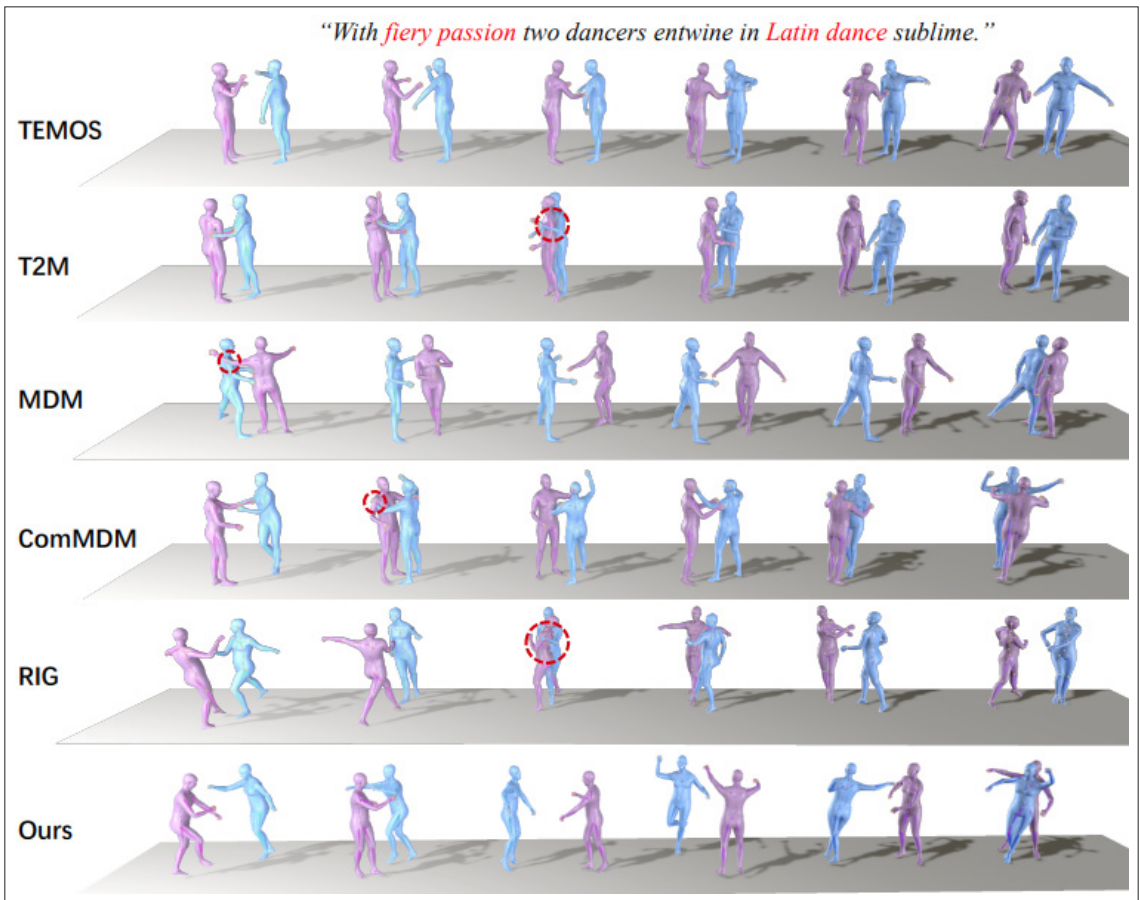 “With fiery passion two dancers entwine in Latin dance sublime.”
TEMOS
T2M
MDM
ComMDM
RIG
Ours